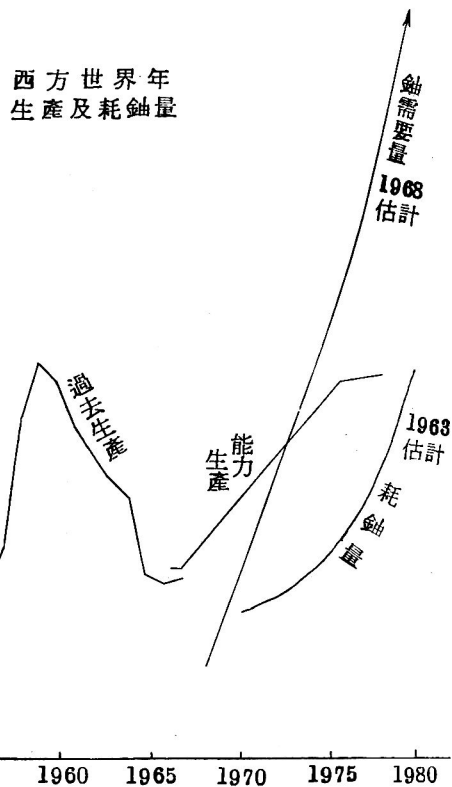 西方世界年
生產及耗鈾量
鈾需要量
1968
估計
過去生產
能力
生產
1963
估計
耗鈾量
1960 1965 1970 1975 1980